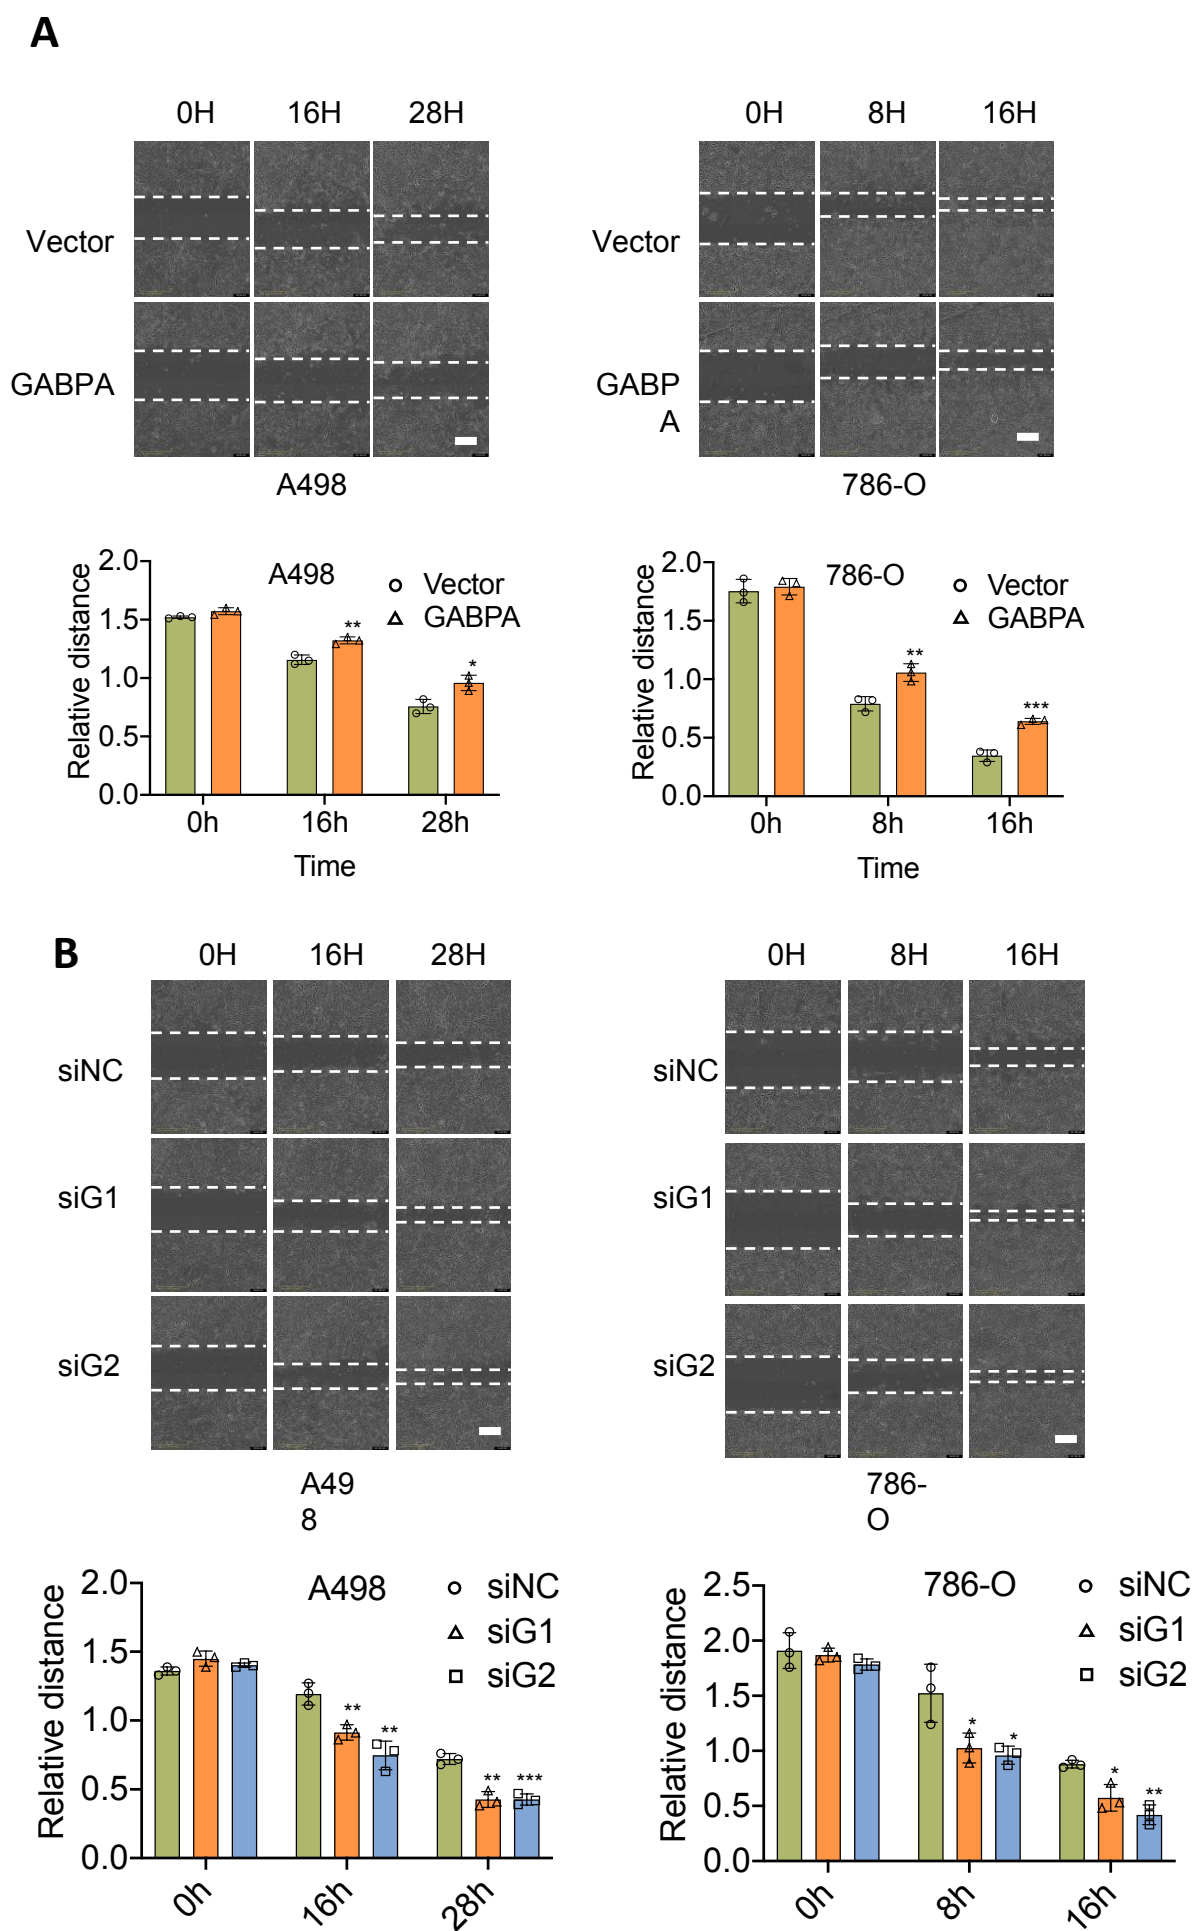 A
0H 16H 28H
0H 8H 16H
Vector
Vector
GABPA
GABP
A
A498
786-O
2.0
1.5
1.0
0.5
0.0
Relative distance
A498
Vector
GABPA
**
*
0h 16h 28h
Time
2.0
1.5
1.0
0.5
0.0
Relative distance
786-O
Vector
GABPA
**
***
0h 8h 16h
Time
B
0H 16H 28H
0H 8H 16H
siNC
siNC
siG1
siG1
siG2
siG2
A49
8
786-
O
2.0
1.5
1.0
0.5
0.0
Relative distance
A498
siNC
siG1
siG2
**
**
**
***
0h 16h 28h
2.5
2.0
1.5
1.0
0.5
0.0
Relative distance
786-O
siNC
siG1
siG2
*
*
*
**
0h 8h 16h